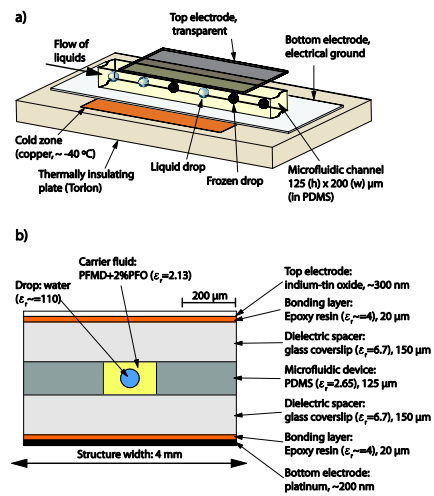 a)
Top electrode,
transparent
Bottom electrode,
electrical ground
Flow of
liquids
Cold zone
(copper, ~ -40 ºC)
Liquid drop
Frozen drop
Thermally insulating
plate (Torlon)
Microfluidic channel
125 (h) x 200 (w) µm
(in PDMS)
b)
Carrier fluid:
PFMD+2%PFO (εr=2.13)
Drop: water
(εr~=110)
200 µm
Top electrode:
indium-tin oxide, ~300 nm
Bonding layer:
Epoxy resin (εr~=4), 20 µm
Dielectric spacer:
glass coverslip (εr=6.7), 150 µm
Microfluidic device:
PDMS (εr=2.65), 125 µm
Dielectric spacer:
glass coverslip (εr=6.7), 150 µm
Bonding layer:
Epoxy resin (εr~=4), 20 µm
Bottom electrode:
platinum, ~200 nm
Structure width: 4 mm